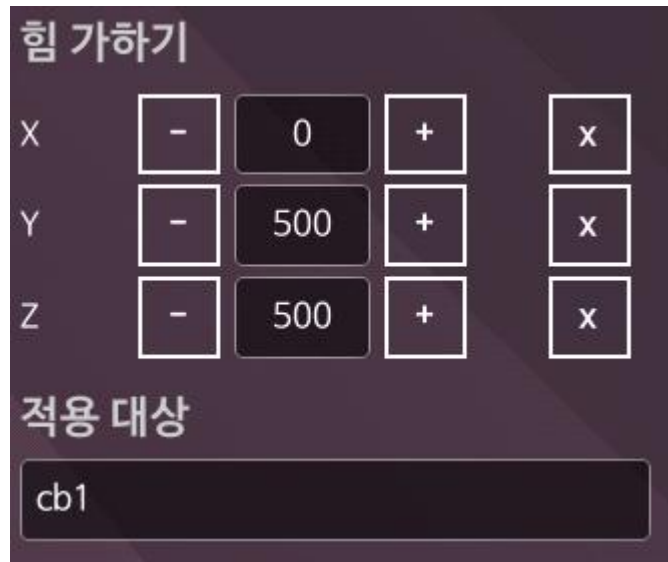 힘 가하기
X - 0 + x
Y - 500 + x
Z - 500 + x
적용 대상
cb1